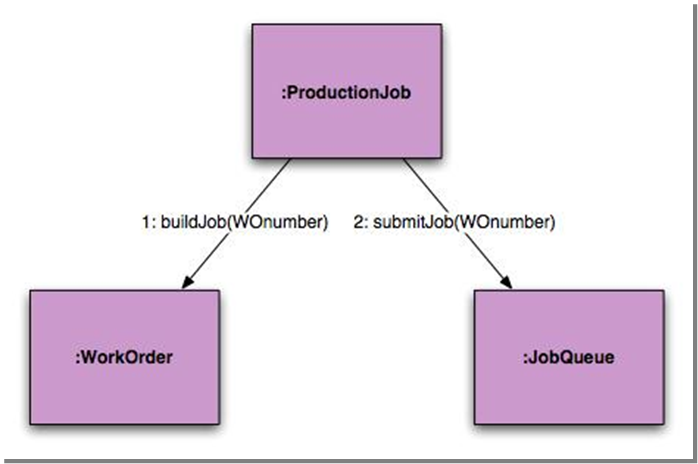 :ProductionJob
1: buildJob(WOnumber)
2: submitJob(WOnumber)
:WorkOrder
:JobQueue